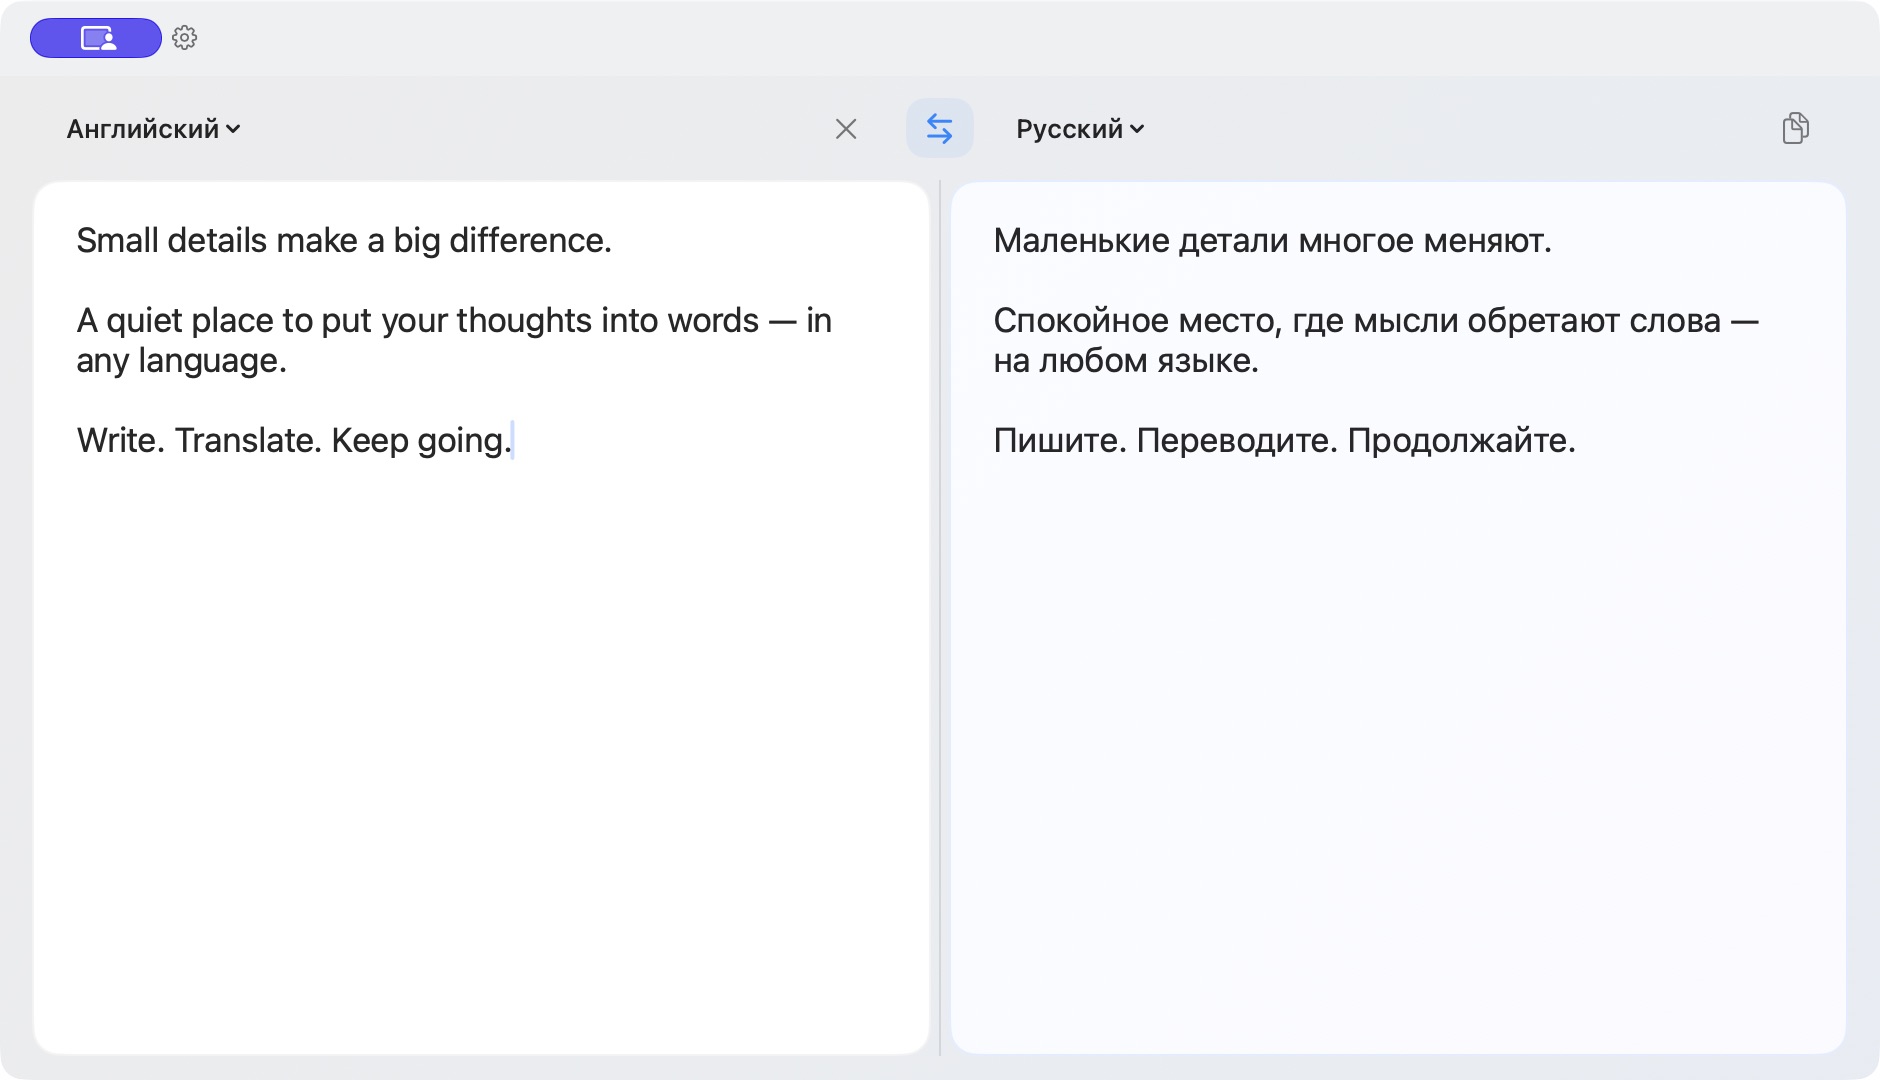 Английский
Русский
Small details make a big difference.
A quiet place to put your thoughts into words — in
any language.
Write. Translate. Keep going.
Маленькие детали многое меняют.
Спокойное место, где мысли обретают слова —
на любом языке.
Пишите. Переводите. Продолжайте.